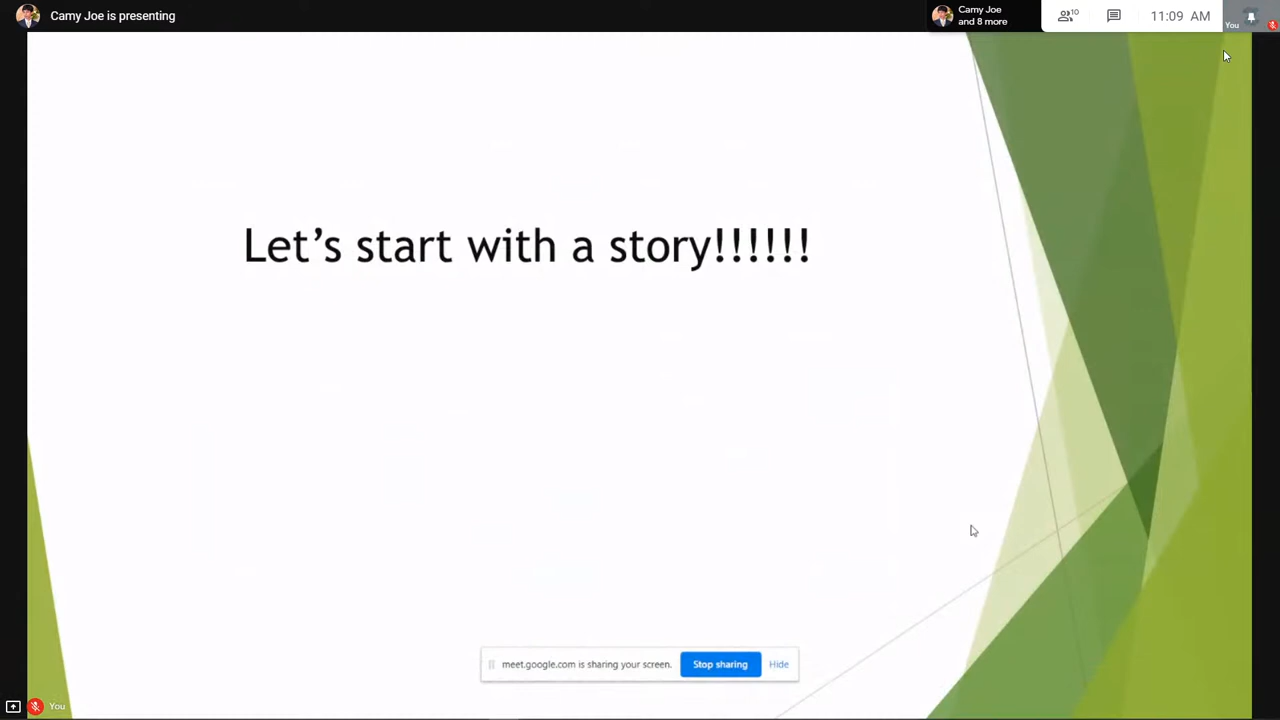 Camy Joe is presenting
Camy Joe
and 8 more
10
11:09 AM
You
Let’s start with a story!!!!!!
meet.google.com is sharing your screen.
Stop sharing
Hide
You